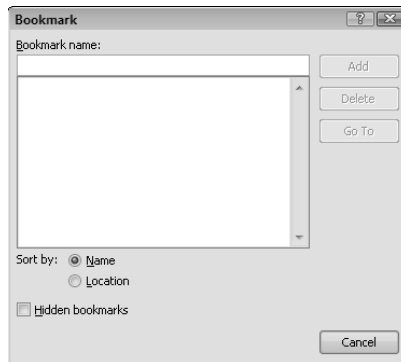 Bookmark
Bookmark name:
Add
Delete
Go To
Sort by:
Name
Location
Hidden bookmarks
Cancel